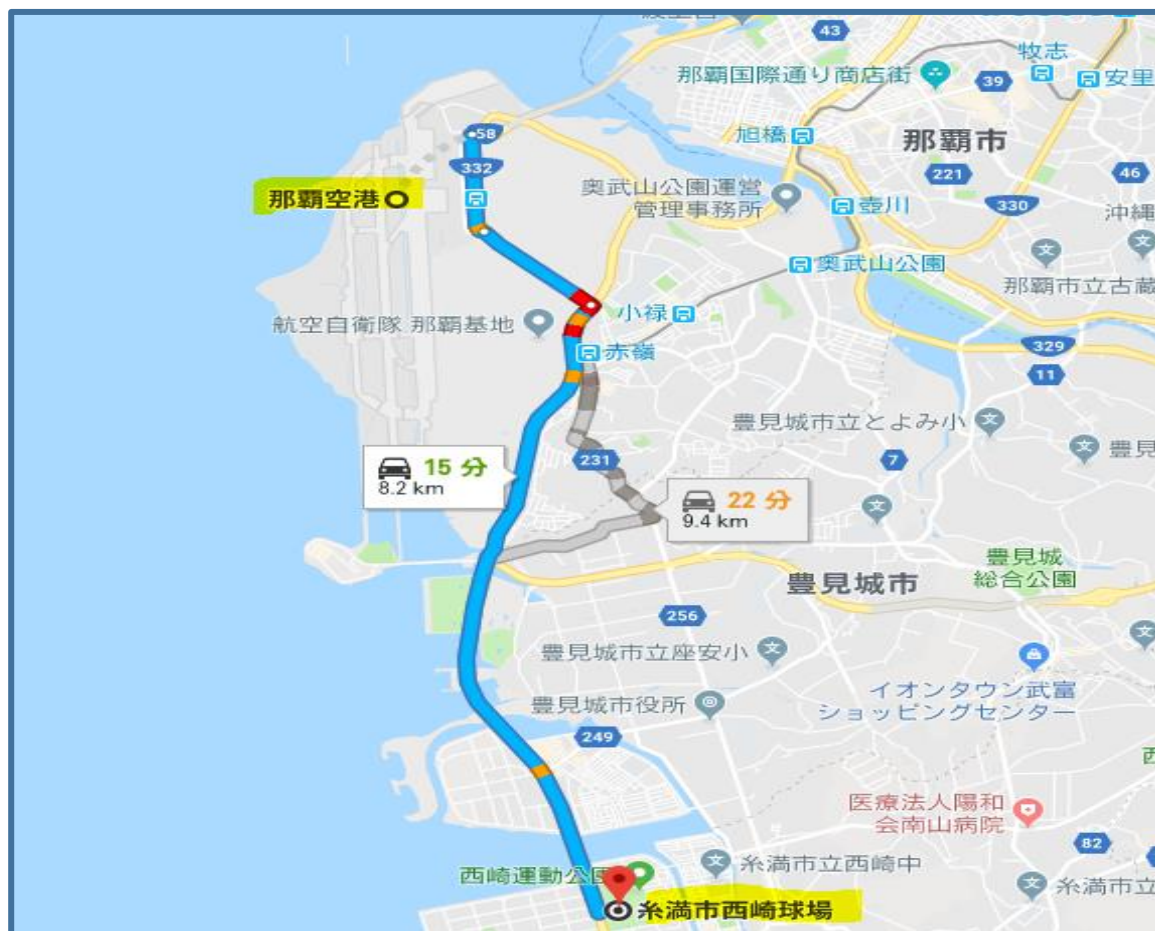 43
牧志
那覇国際通り商店街
39
安里
58
旭橋
那覇市
332
221
46
那覇空港
奥武山公園運営
管理事務所
壺川
330
沖縄
奥武山公園
那覇市立古蔵
小禄
航空自衛隊 那覇基地
赤嶺
329
11
豊見城市立とよみ小
豊見
15 分
8.2 km
231
7
22 分
9.4 km
豊見城
総合公園
豊見城市
256
豊見城市立座安小
イオンタウン武富
ショッピングセンター
豊見城市役所
249
西
医療法人陽和
会南山病院
82
西崎運動公園
糸満市立西崎中
糸満市立
糸満市西崎球場